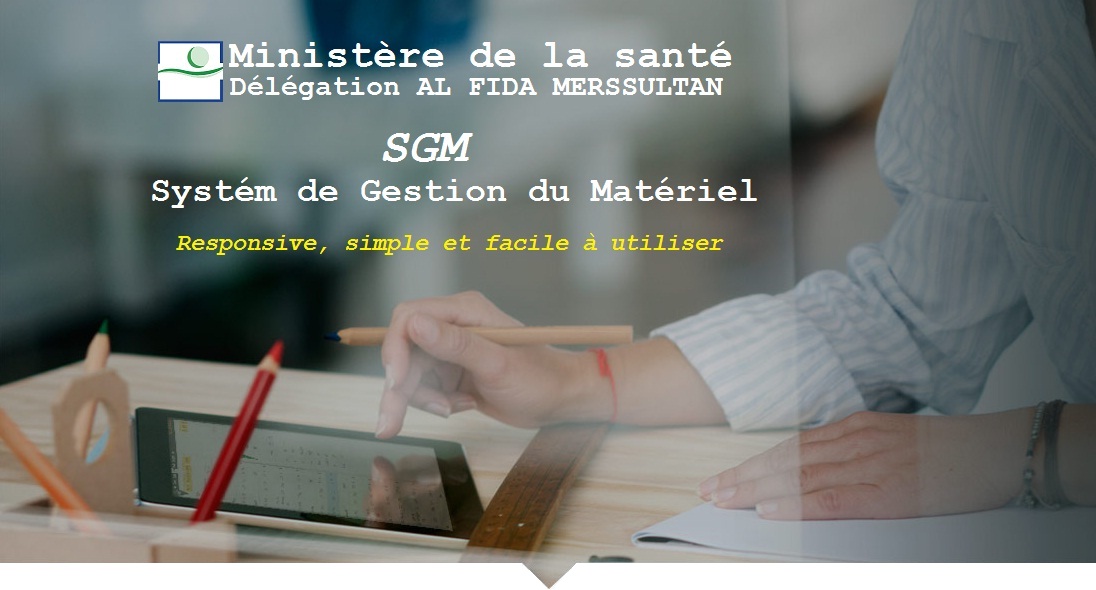 Ministère de la santé
Délégation AL FIDA MERSSULTAN
SGM
Systém de Gestion du Matériel
Responsive, simple et facile à utiliser